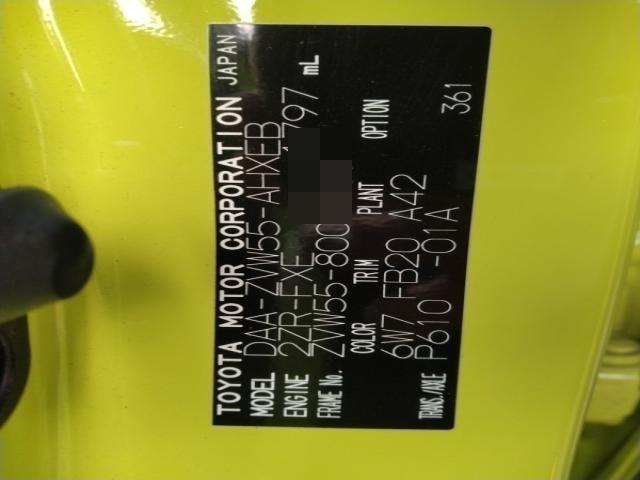 TOYOTA MOTOR CORPORATION JAPAN
MODEL DAA-ZVW55-AHXEB
ENGINE 2ZR-FXE 1797 mL
FRAME No. ZVW55-800
COLOR TRIM PLANT OPTION
6W7 FB20 A42
TRANS./AXLE P610 -01A 361